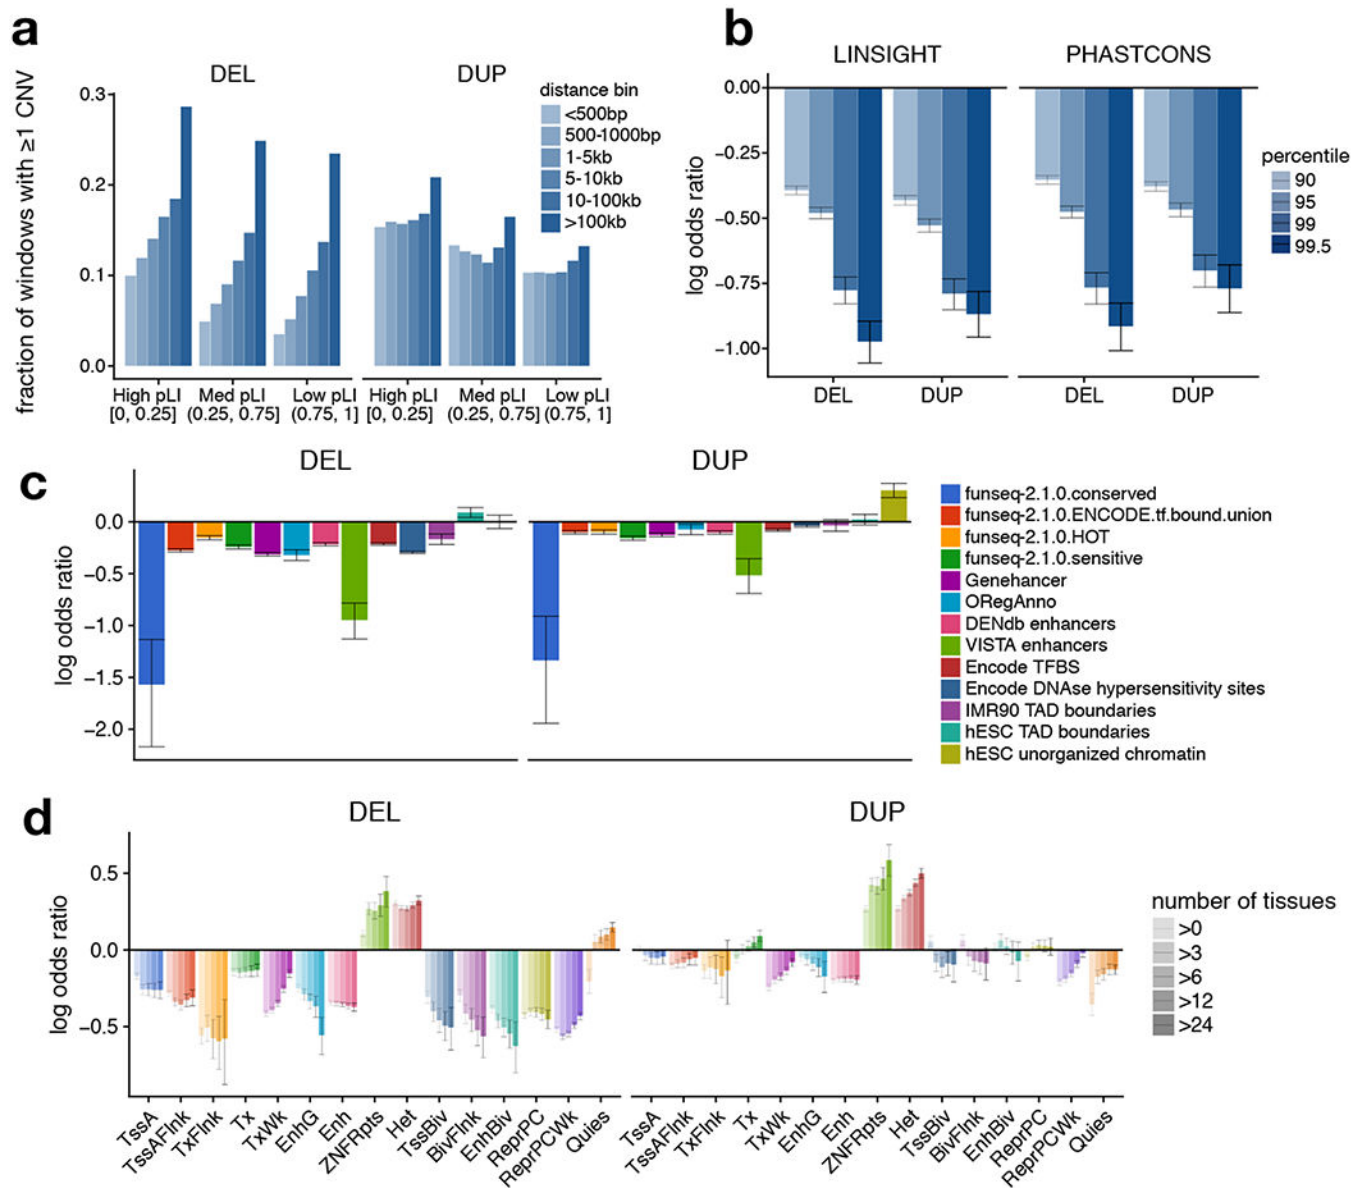 a
DEL
DUP
fraction of windows with ≥1 CNV
0.3
0.2
0.1
0.0
distance bin
<500bp
500-1000bp
1-5kb
5-10kb
10-100kb
>100kb
High pLI
[0, 0.25]
Med pLI
(0.25, 0.75]
Low pLI
(0.75, 1]
High pLI
[0, 0.25]
Med pLI
(0.25, 0.75]
Low pLI
(0.75, 1]
b
LINSIGHT
PHASTCONS
log odds ratio
0.00
−0.25
−0.50
−0.75
−1.00
DEL
DUP
DEL
DUP
percentile
90
95
99
99.5
c
DEL
DUP
log odds ratio
0.0
−0.5
−1.0
−1.5
−2.0
funseq-2.1.0.conserved
funseq-2.1.0.ENCODE.tf.bound.union
funseq-2.1.0.HOT
funseq-2.1.0.sensitive
Genehancer
ORegAnno
DENdb enhancers
VISTA enhancers
Encode TFBS
Encode DNAse hypersensitivity sites
IMR90 TAD boundaries
hESC TAD boundaries
hESC unorganized chromatin
d
DEL
DUP
log odds ratio
0.5
0.0
−0.5
TssA
TssAFlnk
TxFlnk
Tx
TxWk
EnhG
Enh
ZNFRpts
Het
TssBiv
BivFlnk
EnhBiv
ReprPC
ReprPCWk
Quies
TssA
TssAFlnk
TxFlnk
Tx
TxWk
EnhG
Enh
ZNFRpts
Het
TssBiv
BivFlnk
EnhBiv
ReprPC
ReprPCWk
Quies
number of tissues
>0
>3
>6
>12
>24